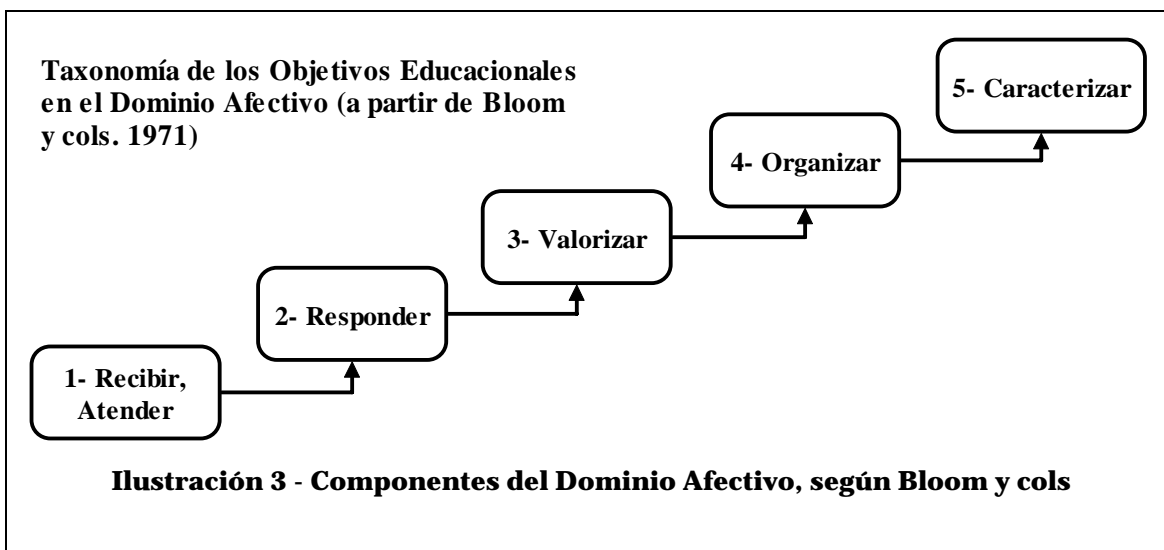 Taxonomía de los Objetivos Educacionales
en el Dominio Afectivo (a partir de Bloom
y cols. 1971)
5- Caracterizar
4- Organizar
3- Valorizar
2- Responder
1- Recibir,
Atender
Ilustración 3 - Componentes del Dominio Afectivo, según Bloom y cols